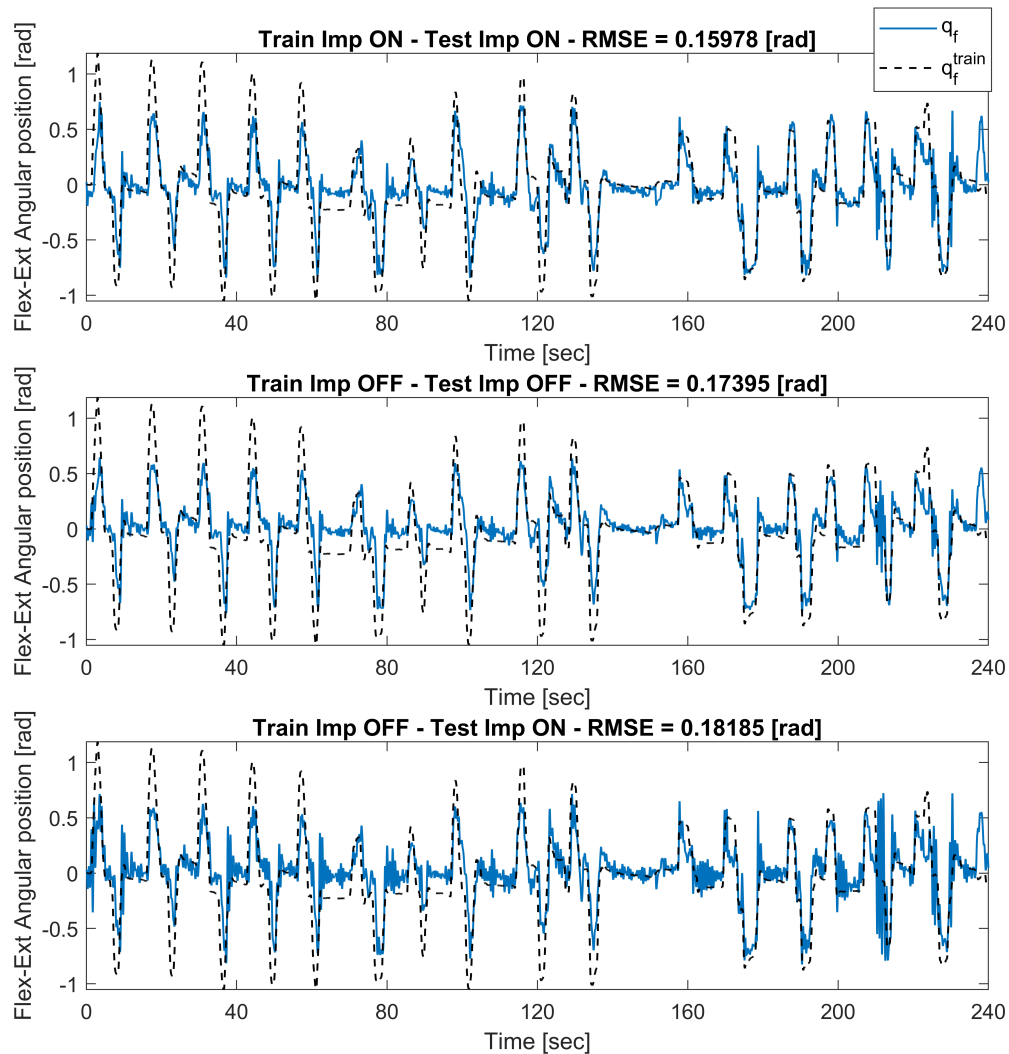 Train Imp ON - Test Imp ON - RMSE = 0.15978 [rad]
q_f
q_f^train
Flex-Ext Angular position [rad]
1
0.5
0
-0.5
-1
0 40 80 120 160 200 240
Time [sec]
Train Imp OFF - Test Imp OFF - RMSE = 0.17395 [rad]
Flex-Ext Angular position [rad]
1
0.5
0
-0.5
-1
0 40 80 120 160 200 240
Time [sec]
Train Imp OFF - Test Imp ON - RMSE = 0.18185 [rad]
Flex-Ext Angular position [rad]
1
0.5
0
-0.5
-1
0 40 80 120 160 200 240
Time [sec]